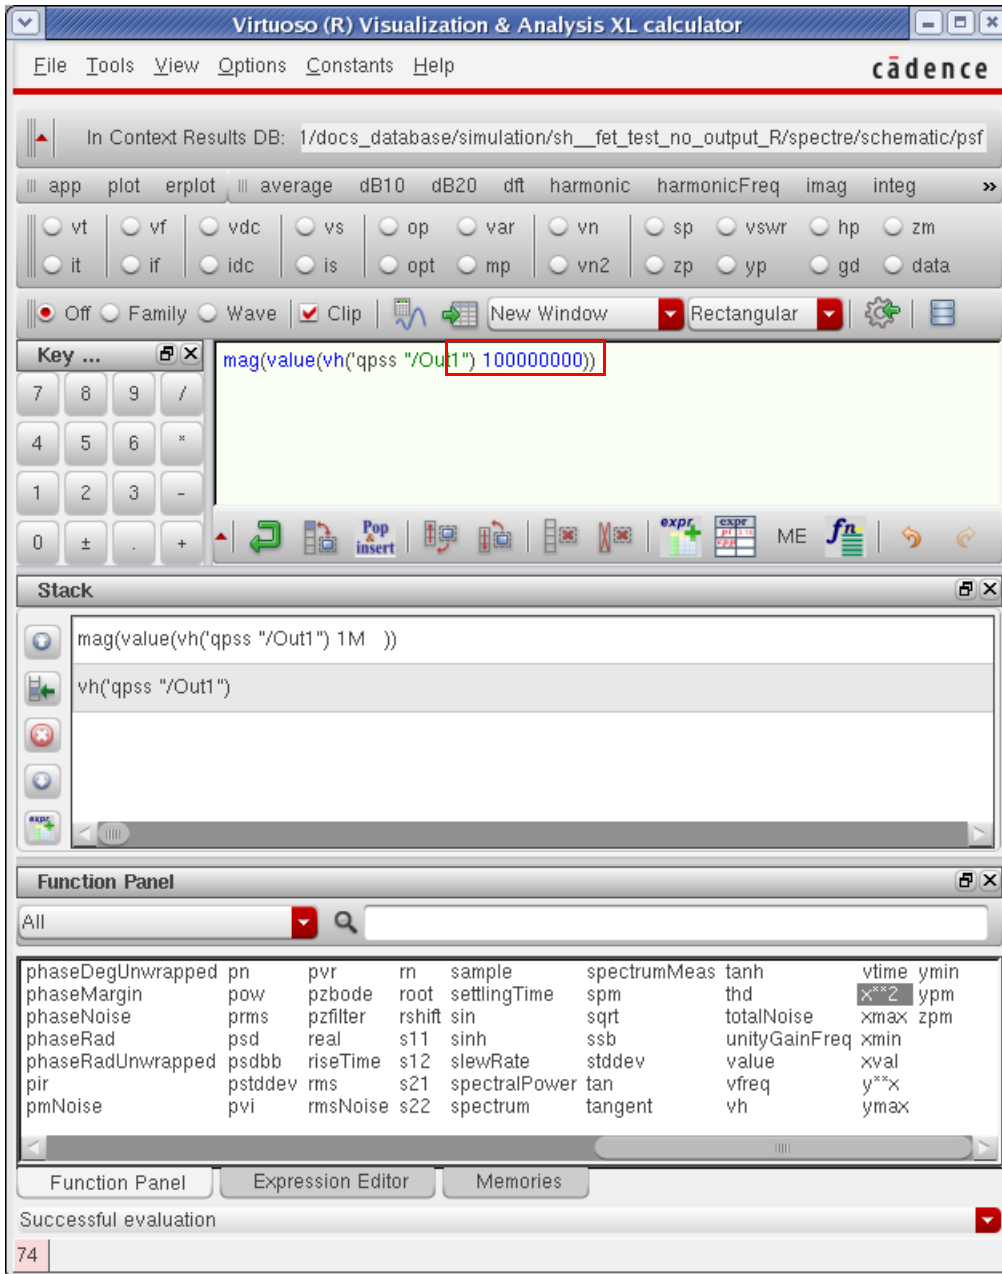 Virtuoso (R) Visualization & Analysis XL calculator
File Tools View Options Constants Help cādence
In Context Results DB: 1/docs_database/simulation/sh__fet_test_no_output_R/spectre/schematic/psf
app plot erplot average dB10 dB20 dft harmonic harmonicFreq imag integ »
vt vf vdc vs op var vn sp vswr hp zm
it if idc is opt mp vn2 zp yp gd data
Off Family Wave Clip New Window Rectangular
Key ...
mag(value(vh('qpss "/Out1") 100000000))
7 8 9 /
4 5 6 *
1 2 3 -
0 ± . +
Pop & insert expr expr ME fn
Stack
mag(value(vh('qpss "/Out1") 1M   ))
vh('qpss "/Out1")
expr
Function Panel
All
phaseDegUnwrapped pn pvr rn sample spectrumMeas tanh vtime ymin
phaseMargin pow pzbode root settlingTime spm thd x**2 ypm
phaseNoise prms pzfilter rshift sin sqrt totalNoise xmax zpm
phaseRad psd real s11 sinh ssb unityGainFreq xmin
phaseRadUnwrapped psdbb riseTime s12 slewRate stddev value xval
pir pstddev rms s21 spectralPower tan vfreq y**x
pmNoise pvi rmsNoise s22 spectrum tangent vh ymax
Function Panel Expression Editor Memories
Successful evaluation
74